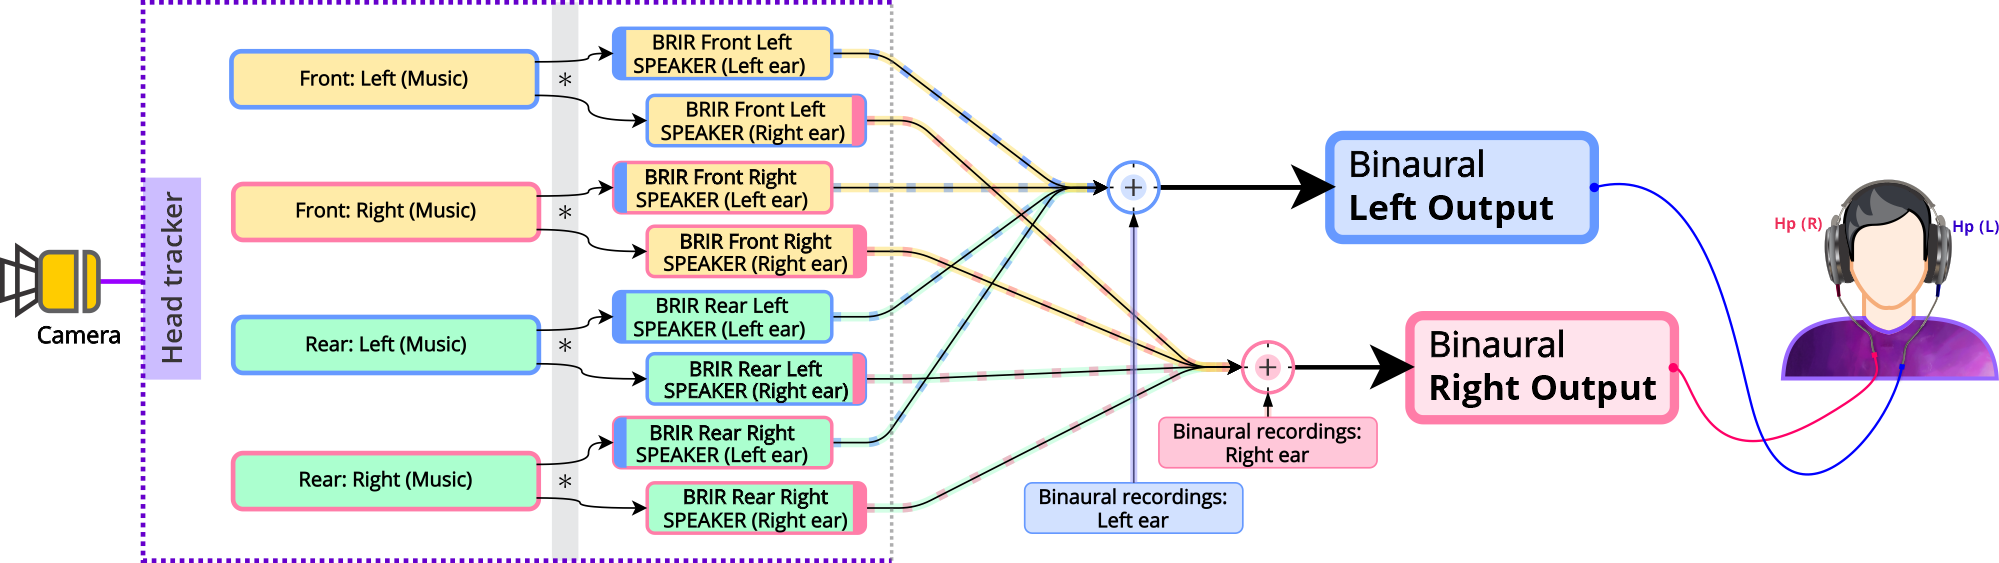 Camera
Head tracker
Front: Left (Music)
*
BRIR Front Left
SPEAKER (Left ear)
BRIR Front Left
SPEAKER (Right ear)
Front: Right (Music)
*
BRIR Front Right
SPEAKER (Left ear)
BRIR Front Right
SPEAKER (Right ear)
Rear: Left (Music)
*
BRIR Rear Left
SPEAKER (Left ear)
BRIR Rear Left
SPEAKER (Right ear)
Rear: Right (Music)
*
BRIR Rear Right
SPEAKER (Left ear)
BRIR Rear Right
SPEAKER (Right ear)
+
+
Binaural recordings:
Left ear
Binaural recordings:
Right ear
Binaural
Left Output
Binaural
Right Output
Hp (R)
Hp (L)